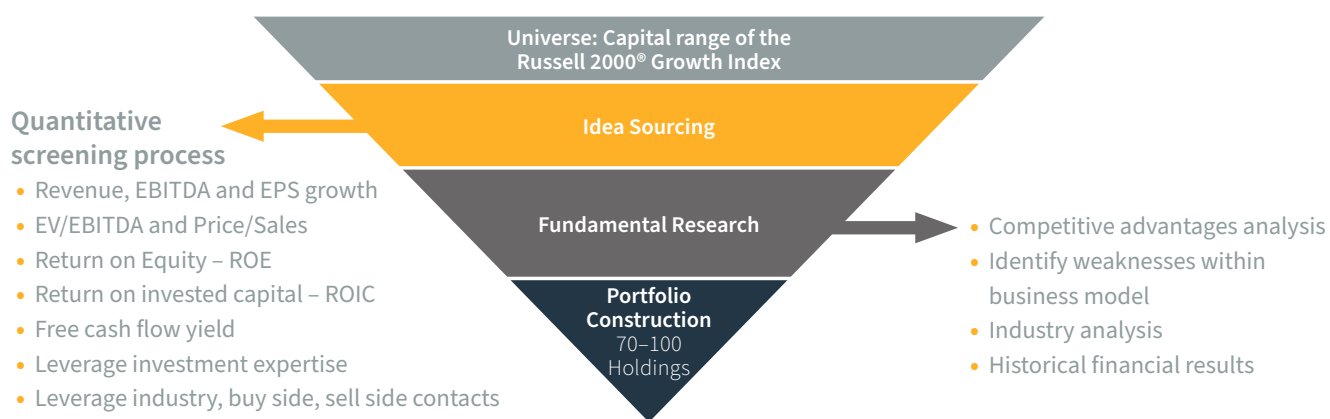 Universe: Capital range of the
Russell 2000® Growth Index
Idea Sourcing
Quantitative
screening process
• Revenue, EBITDA and EPS growth
• EV/EBITDA and Price/Sales
• Return on Equity – ROE
• Return on invested capital – ROIC
• Free cash flow yield
• Leverage investment expertise
• Leverage industry, buy side, sell side contacts
Fundamental Research
• Competitive advantages analysis
• Identify weaknesses within
business model
• Industry analysis
• Historical financial results
Portfolio
Construction
70–100
Holdings